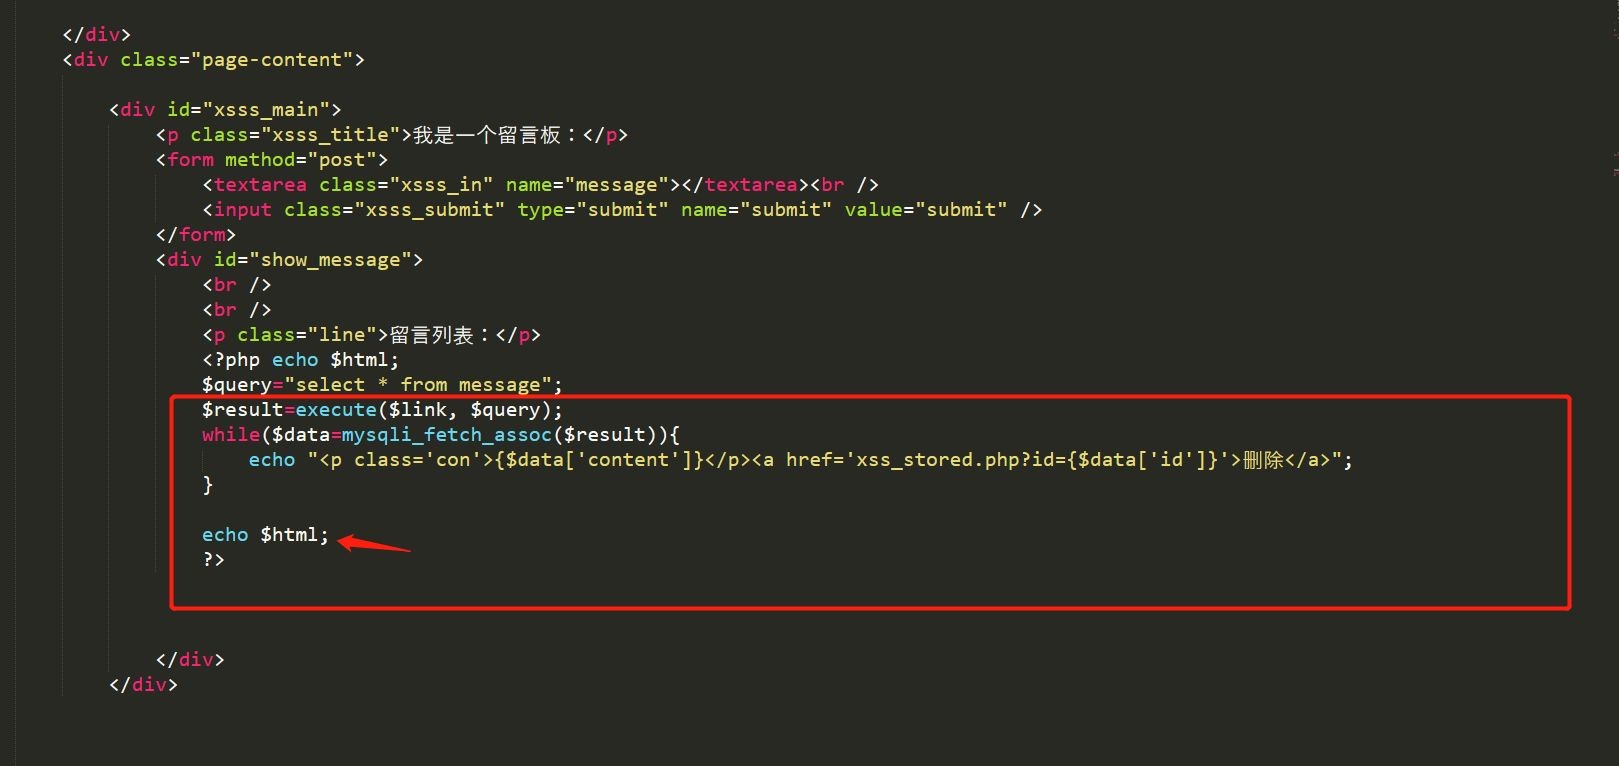 </div>
<div class="page-content">
<div id="xsss_main">
<p class="xsss_title">我是一个留言板：</p>
<form method="post">
<textarea class="xsss_in" name="message"></textarea><br />
<input class="xsss_submit" type="submit" name="submit" value="submit" />
</form>
<div id="show_message">
<br />
<br />
<p class="line">留言列表：</p>
<?php echo $html;
$query="select * from message";
$result=execute($link, $query);
while($data=mysqli_fetch_assoc($result)){
echo "<p class='con'>{$data['content']}</p><a href='xss_stored.php?id={$data['id']}'>删除</a>";
}
echo $html;
?>
</div>
</div>